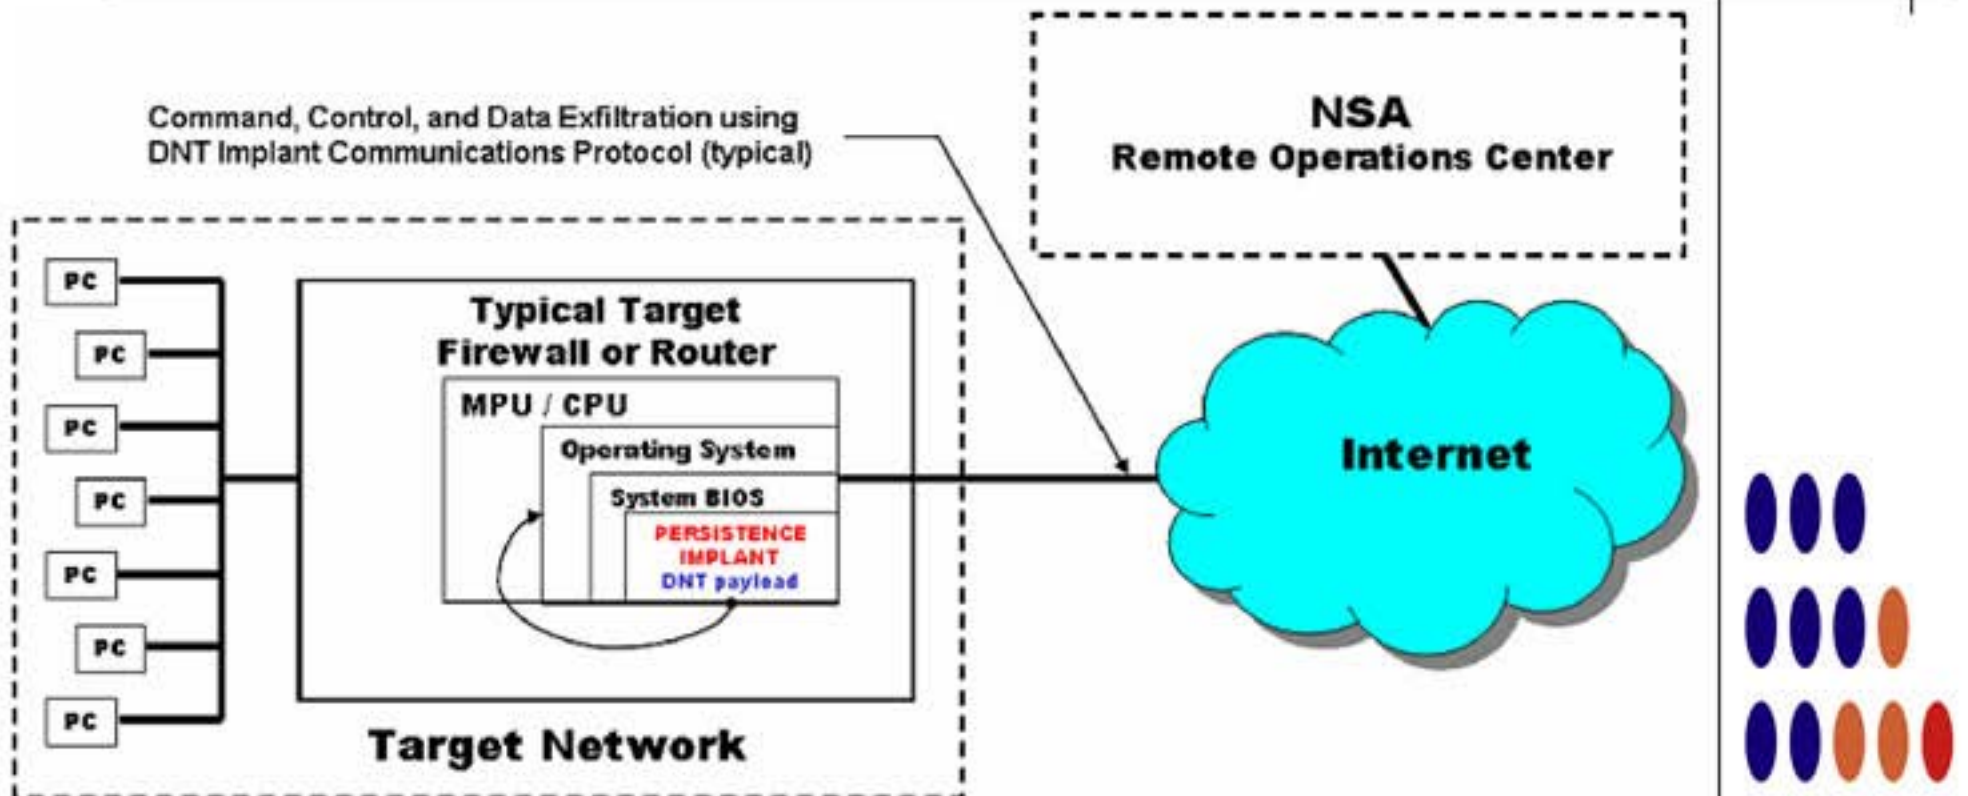 Command, Control, and Data Exfiltration using
DNT Implant Communications Protocol (typical)
NSA
Remote Operations Center
PC
PC
PC
PC
PC
PC
PC
Typical Target
Firewall or Router
MPU / CPU
Operating System
System BIOS
PERSISTENCE
IMPLANT
DNT payload
Internet
Target Network